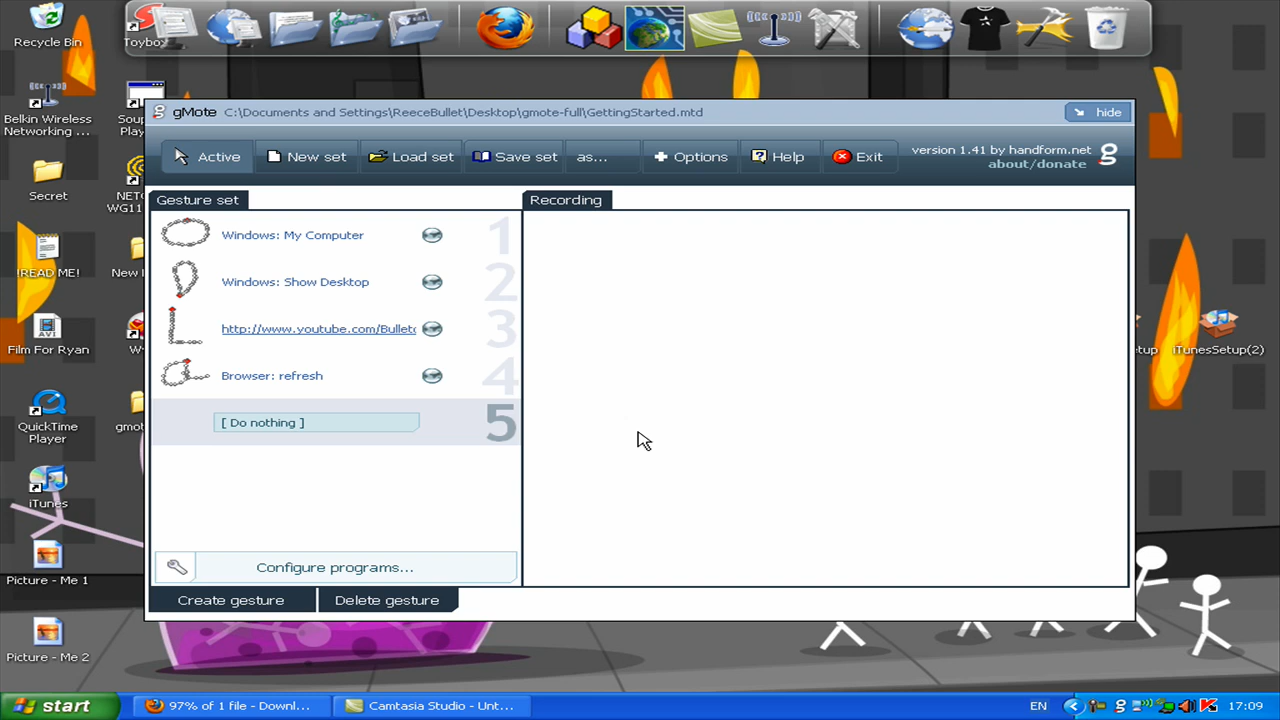 Recycle Bin
Toybox
Belkin Wireless
Networking ...
Secret
!READ ME!
New
Film For Ryan
QuickTime
Player
gmot
iTunes
Picture - Me 1
Picture - Me 2
iTunesSetup(2)
gMote C:\Documents and Settings\ReeceBullet\Desktop\gmote-full\GettingStarted.mtd
hide
Active
New set
Load set
Save set
as...
Options
Help
Exit
version 1.41 by handform.net
about/donate
Gesture set
Recording
Windows: My Computer
1
Windows: Show Desktop
2
http://www.youtube.com/Bullet
3
Browser: refresh
4
[ Do nothing ]
5
Configure programs...
Create gesture
Delete gesture
start
97% of 1 file - Downl...
Camtasia Studio - Unt...
EN
17:09